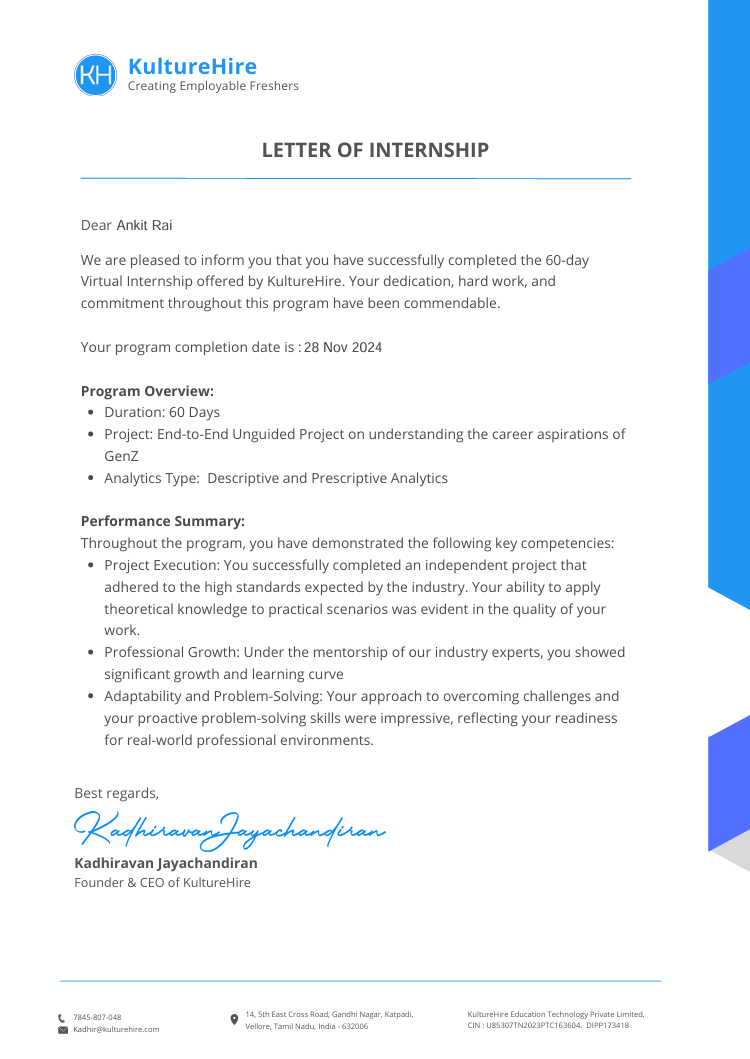 KH
KultureHire
Creating Employable Freshers
LETTER OF INTERNSHIP
Dear Ankit Rai
We are pleased to inform you that you have successfully completed the 60-day
Virtual Internship offered by KultureHire. Your dedication, hard work, and
commitment throughout this program have been commendable.
Your program completion date is : 28 Nov 2024
Program Overview:
• Duration: 60 Days
• Project: End-to-End Unguided Project on understanding the career aspirations of
GenZ
• Analytics Type:  Descriptive and Prescriptive Analytics
Performance Summary:
Throughout the program, you have demonstrated the following key competencies:
• Project Execution: You successfully completed an independent project that
adhered to the high standards expected by the industry. Your ability to apply
theoretical knowledge to practical scenarios was evident in the quality of your
work.
• Professional Growth: Under the mentorship of our industry experts, you showed
significant growth and learning curve
• Adaptability and Problem-Solving: Your approach to overcoming challenges and
your proactive problem-solving skills were impressive, reflecting your readiness
for real-world professional environments.
Best regards,
Kadhiravan Jayachandiran
Kadhiravan Jayachandiran
Founder & CEO of KultureHire
7845-807-048
Kadhir@kulturehire.com
14, 5th East Cross Road, Gandhi Nagar, Katpadi,
Vellore, Tamil Nadu, India - 632006
KultureHire Education Technology Private Limited,
CIN : U85307TN2023PTC163604.  DIPP173418